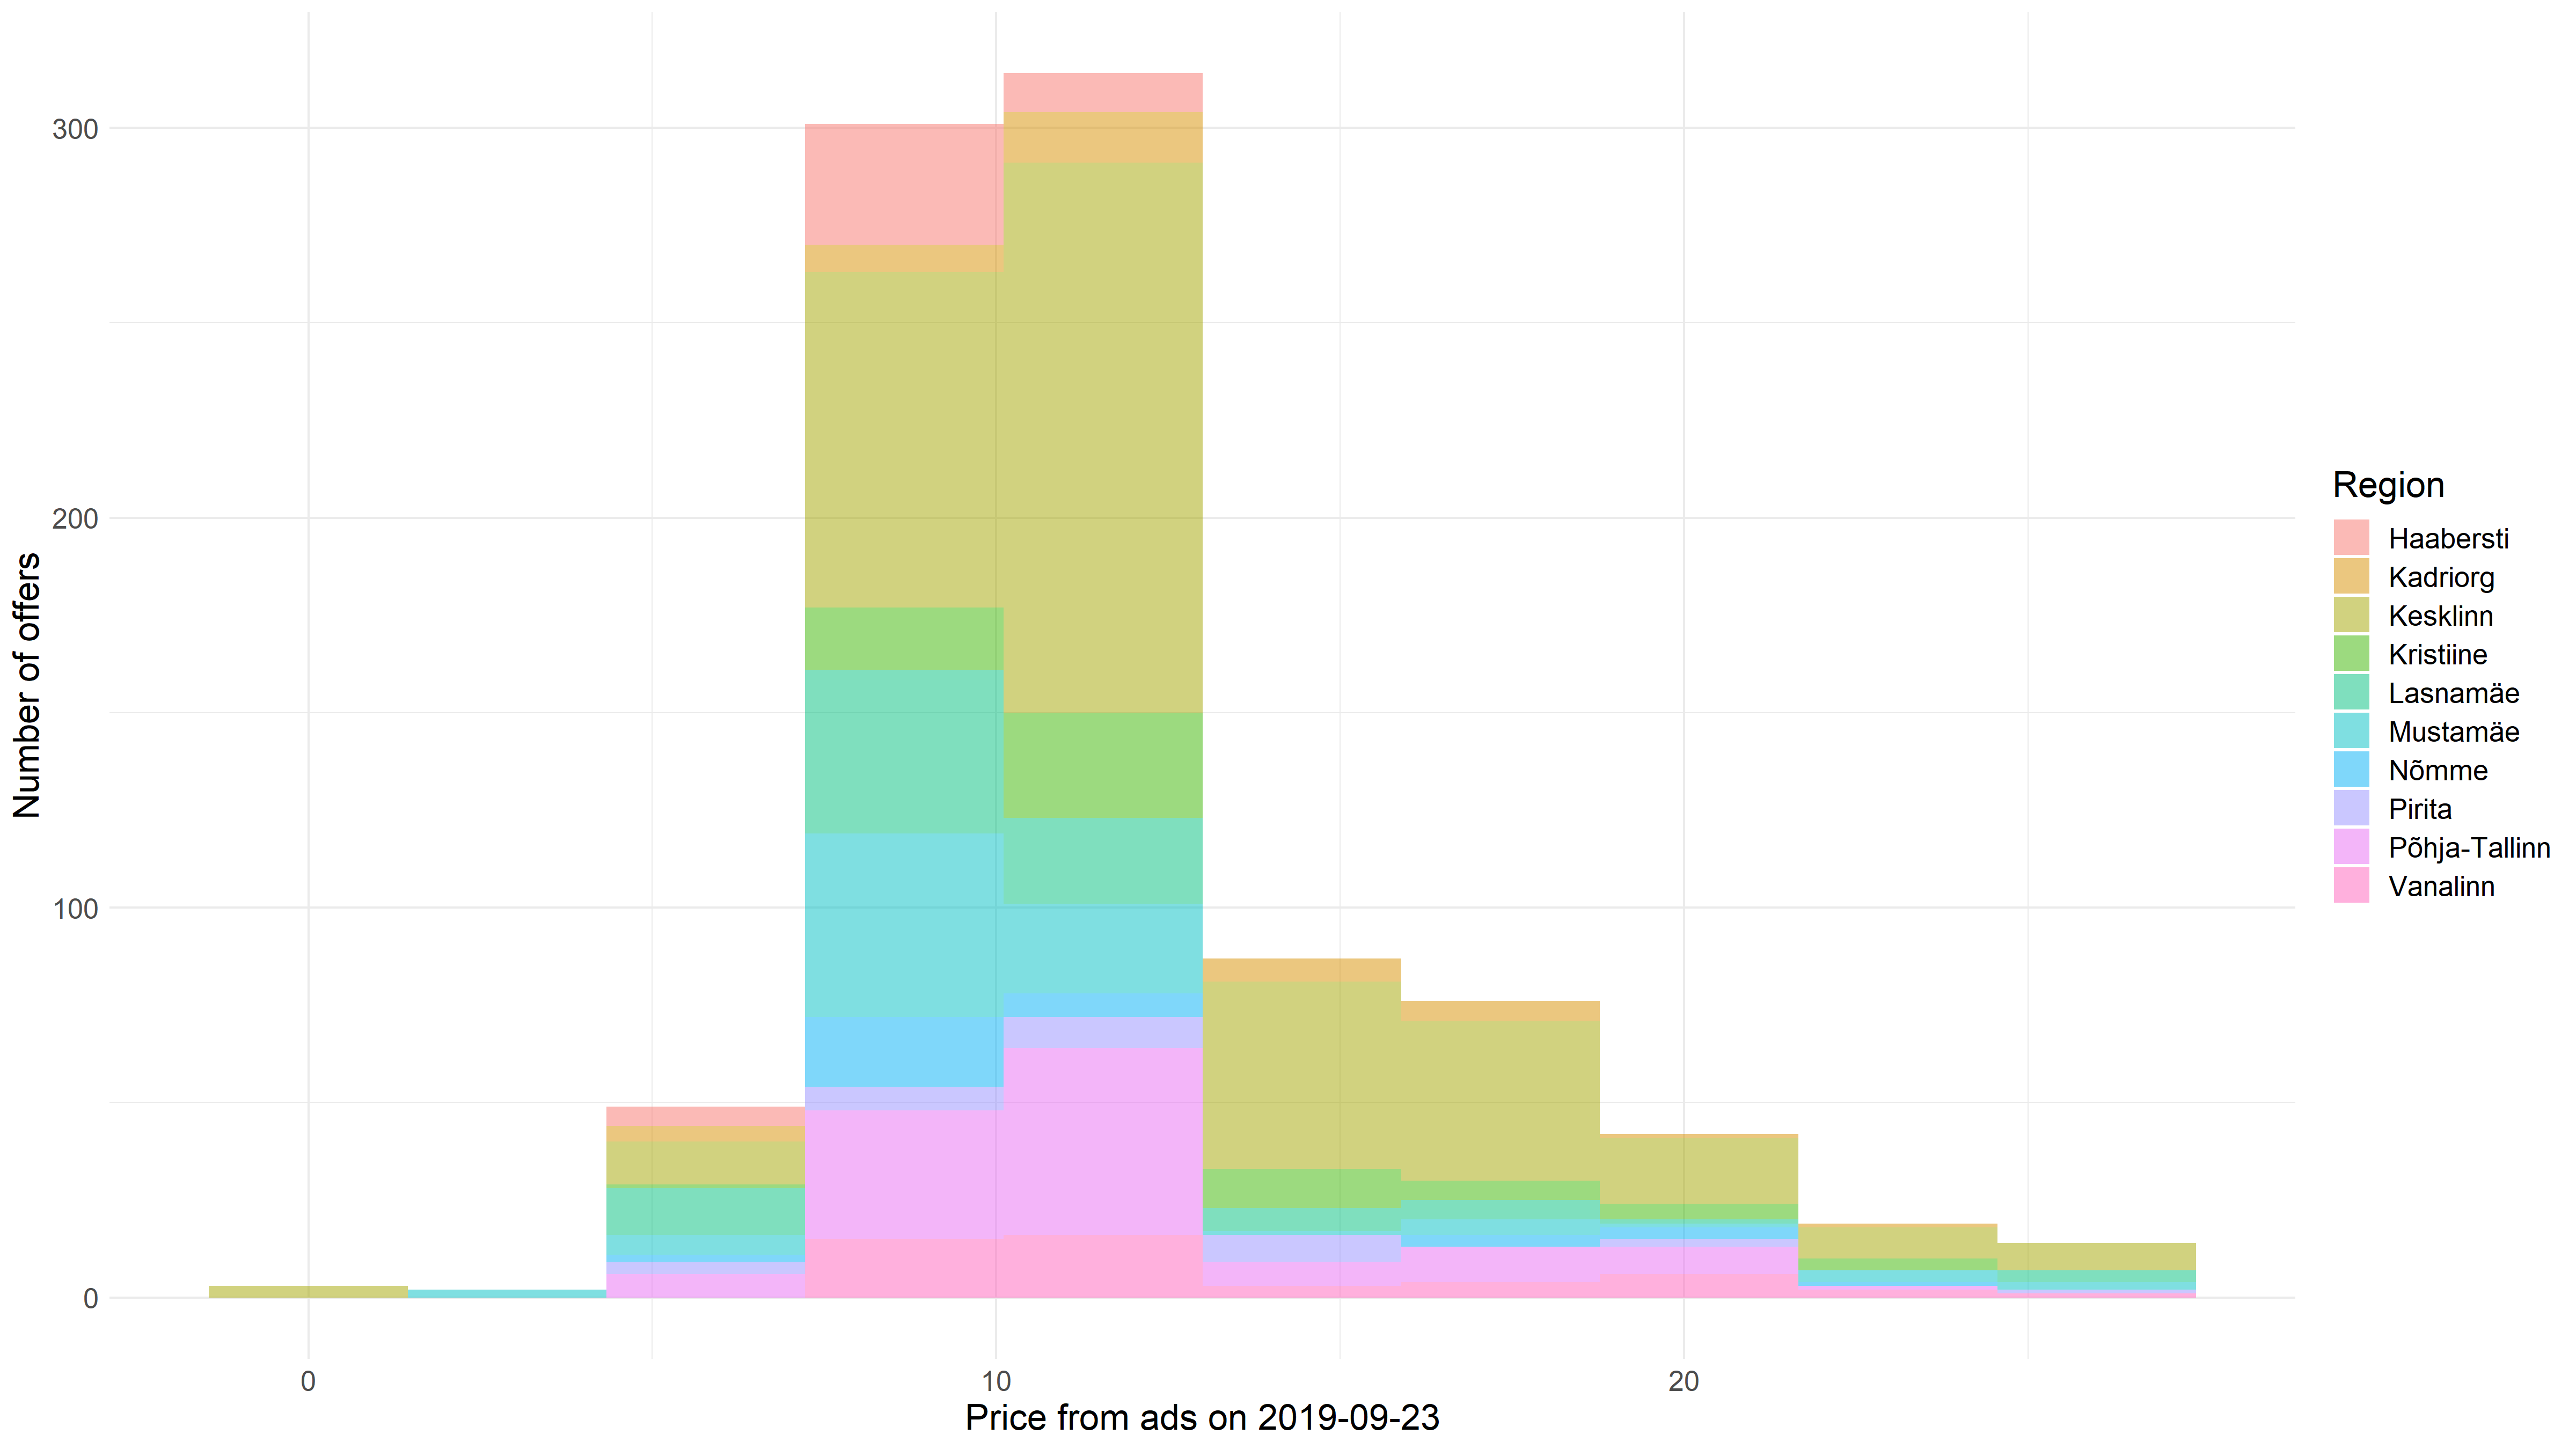 300
200
100
0
Number of offers
0
10
20
Price from ads on 2019-09-23
Region
Haabersti
Kadriorg
Kesklinn
Kristiine
Lasnamäe
Mustamäe
Nõmme
Pirita
Põhja-Tallinn
Vanalinn